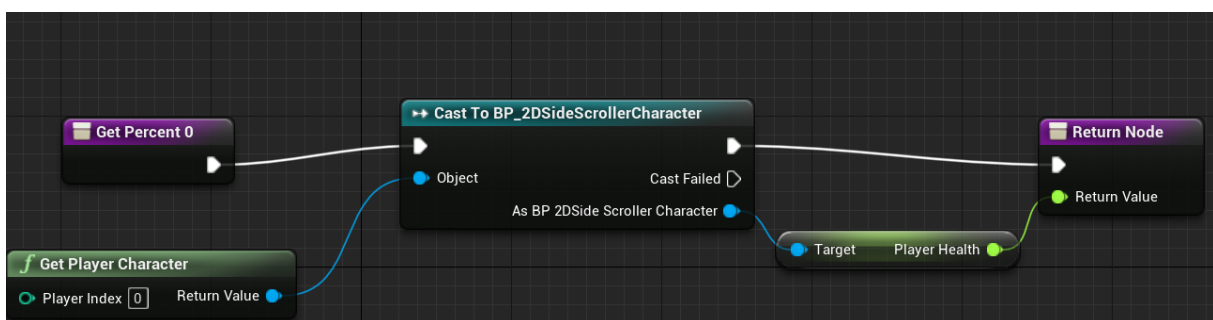 Get Percent 0
Cast To BP_2DSideScrollerCharacter
Object
Cast Failed
As BP 2DSide Scroller Character
Return Node
Return Value
Target
Player Health
f Get Player Character
Player Index 0
Return Value